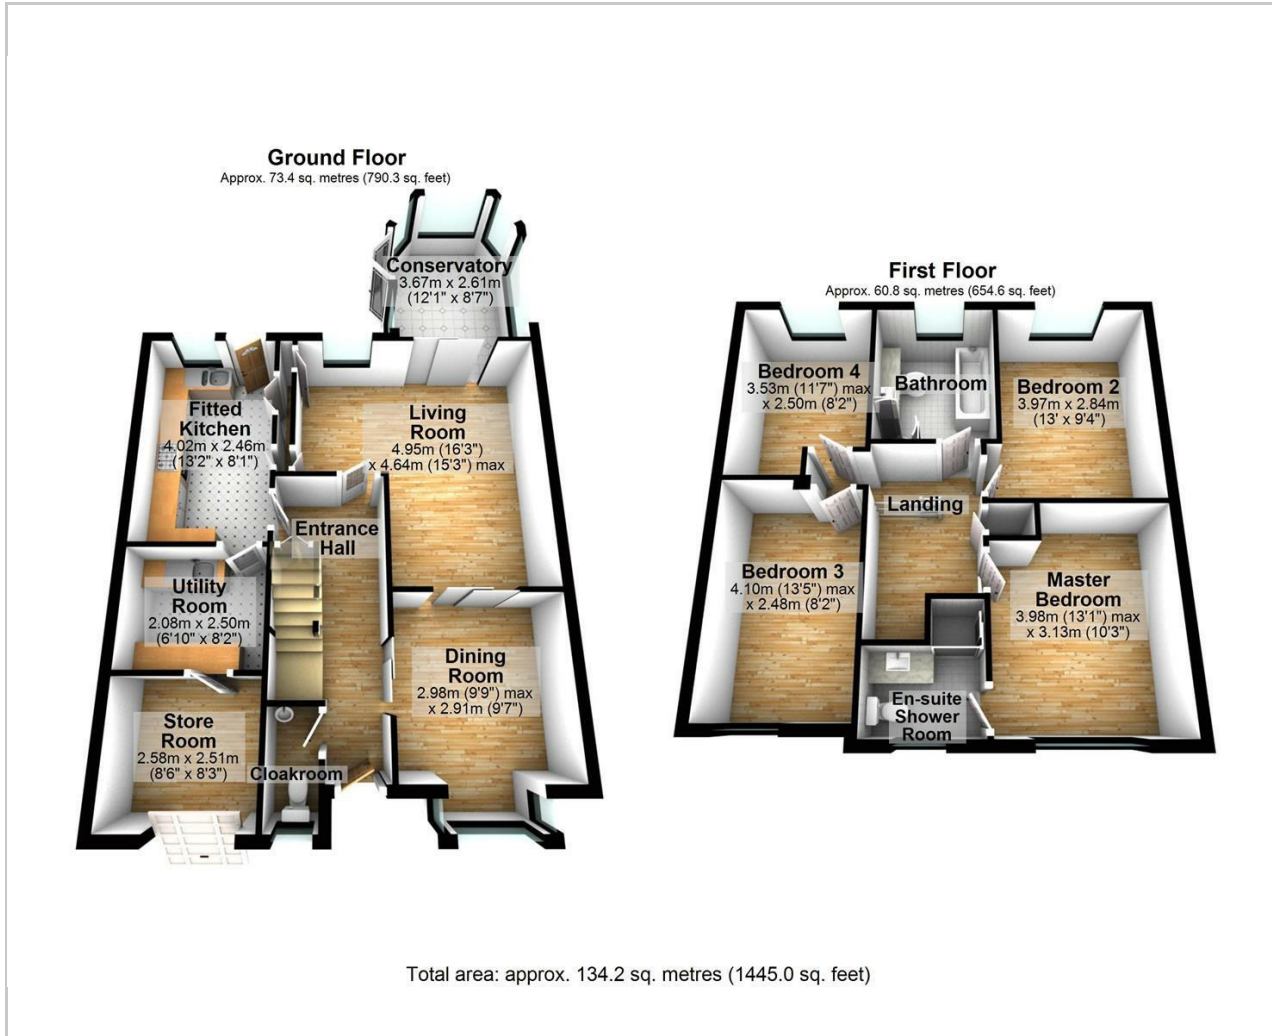 Ground Floor
Approx. 73.4 sq. metres (790.3 sq. feet)
Conservatory
3.67m x 2.61m
(12'1" x 8'7")
Fitted
Kitchen
4.02m x 2.46m
(13'2" x 8'1")
Living
Room
4.95m (16'3")
x 4.64m (15'3") max
Entrance
Hall
Utility
Room
2.08m x 2.50m
(6'10" x 8'2")
Dining
Room
2.98m (9'9") max
x 2.91m (9'7")
Store
Room
2.58m x 2.51m
(8'6" x 8'3")
Cloakroom
First Floor
Approx. 60.8 sq. metres (654.6 sq. feet)
Bedroom 4
3.53m (11'7") max
x 2.50m (8'2")
Bathroom
Bedroom 2
3.97m x 2.84m
(13' x 9'4")
Landing
Bedroom 3
4.10m (13'5") max
x 2.48m (8'2")
Master
Bedroom
3.98m (13'1") max
x 3.13m (10'3")
En-suite
Shower
Room
Total area: approx. 134.2 sq. metres (1445.0 sq. feet)